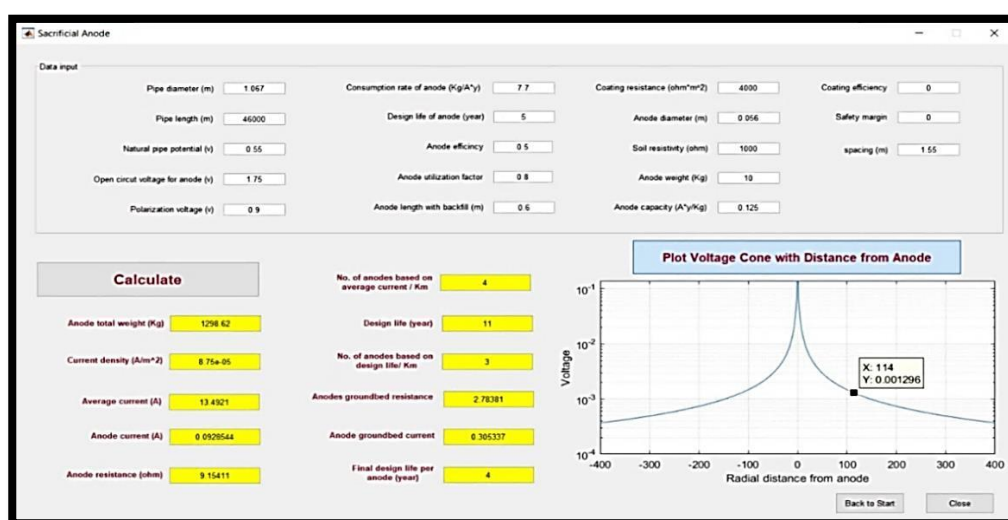 Sacrificial Anode
Data input
Pipe diameter (m) 1.067
Pipe length (m) 46000
Natural pipe potential (v) 0.55
Open circut voltage for anode (v) 1.75
Polarization voltage (v) 0.9
Consumption rate of anode (Kg/A*y) 7.7
Design life of anode (year) 5
Anode efficincy 0.5
Anode utilization factor 0.8
Anode length with backfill (m) 0.6
Coating resistance (ohm*m^2) 4000
Anode diameter (m) 0.056
Soil resistivity (ohm) 1000
Anode weight (Kg) 10
Anode capacity (A*y/Kg) 0.125
Coating efficiency 0
Safety margin 0
spacing (m) 1.55
Calculate
Anode total weight (Kg) 1298.62
Current density (A/m^2) 8.75e-05
Average current (A) 13.4921
Anode current (A) 0.0928544
Anode resistance (ohm) 9.15411
No. of anodes based on
average current / Km 4
Design life (year) 11
No. of anodes based on
design life/ Km 3
Anodes groundbed resistance 2.78381
Anode groundbed current 0.305337
Final design life per
anode (year) 4
Plot Voltage Cone with Distance from Anode
10^-1
10^-2
10^-3
10^-4
Voltage
X: 114
Y: 0.001296
-400 -300 -200 -100 0 100 200 300 400
Radial distance from anode
Back to Start
Close